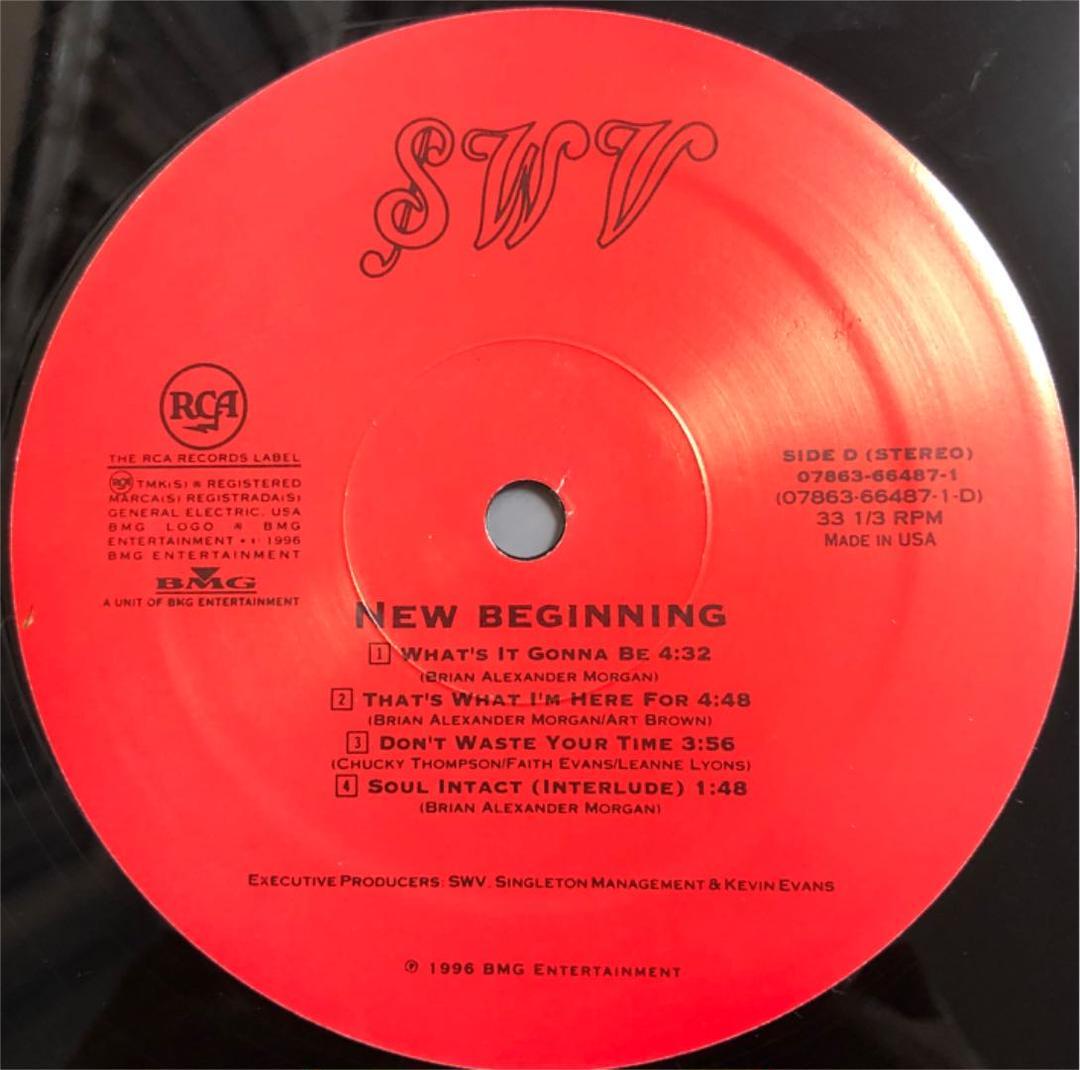 SWV
RCA
THE RCA RECORDS LABEL
RCA TMK(S) ® REGISTERED
MARCA(S) REGISTRADA(S)
GENERAL ELECTRIC, USA
BMG LOGO ® BMG
ENTERTAINMENT • 1996
BMG ENTERTAINMENT
BMG
A UNIT OF BMG ENTERTAINMENT
SIDE D (STEREO)
07863-66487-1
(07863-66487-1-D)
33 1/3 RPM
MADE IN USA
NEW BEGINNING
1 WHAT'S IT GONNA BE 4:32
(BRIAN ALEXANDER MORGAN)
2 THAT'S WHAT I'M HERE FOR 4:48
(BRIAN ALEXANDER MORGAN/ART BROWN)
3 DON'T WASTE YOUR TIME 3:56
(CHUCKY THOMPSON/FAITH EVANS/LEANNE LYONS)
4 SOUL INTACT (INTERLUDE) 1:48
(BRIAN ALEXANDER MORGAN)
EXECUTIVE PRODUCERS: SWV, SINGLETON MANAGEMENT & KEVIN EVANS
℗ 1996 BMG ENTERTAINMENT